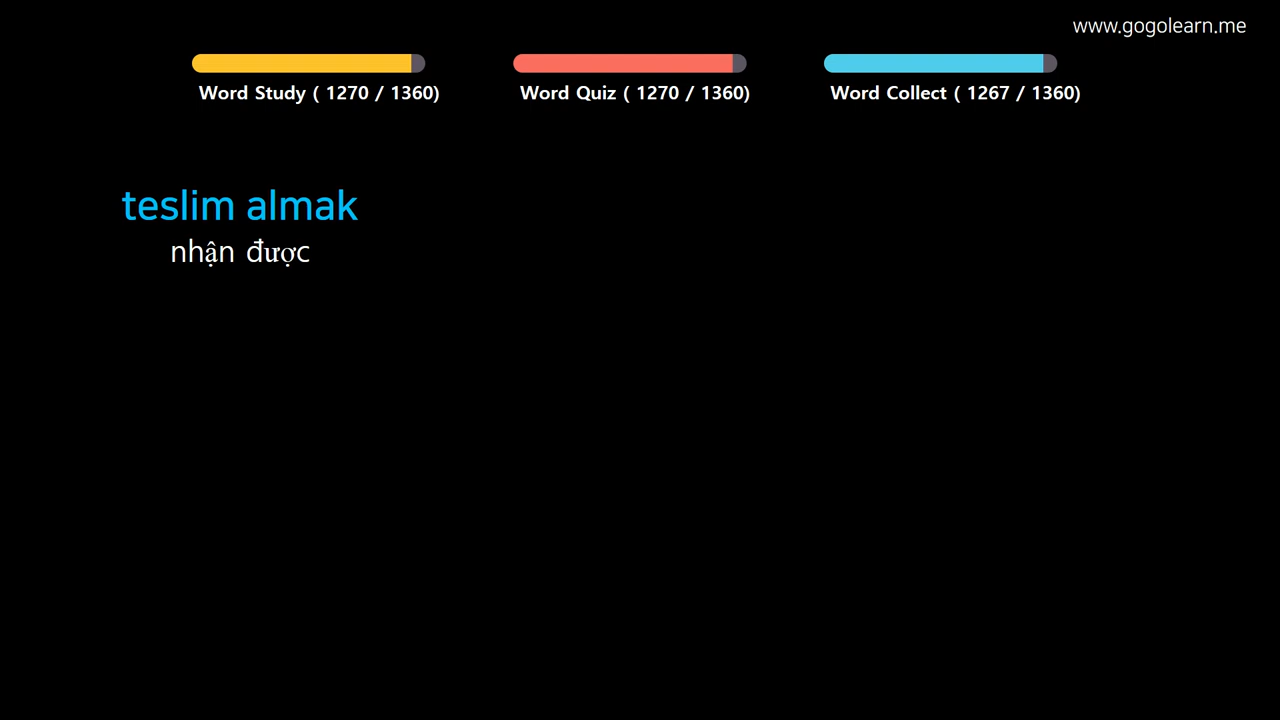 www.gogolearn.me
Word Study ( 1270 / 1360)
Word Quiz ( 1270 / 1360)
Word Collect ( 1267 / 1360)
teslim almak
nhận được